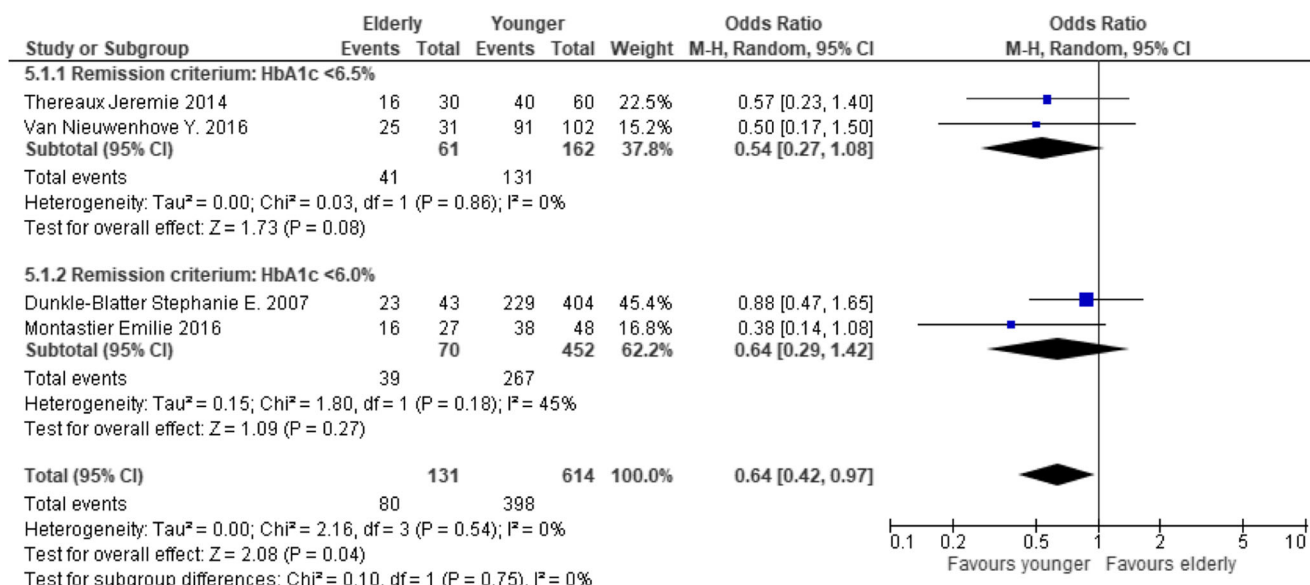 Elderly Younger Odds Ratio Odds Ratio
Study or Subgroup Events Total Events Total Weight M-H, Random, 95% CI M-H, Random, 95% CI
5.1.1 Remission criterium: HbA1c <6.5%
Thereaux Jeremie 2014 16 30 40 60 22.5% 0.57 [0.23, 1.40]
Van Nieuwenhove Y. 2016 25 31 91 102 15.2% 0.50 [0.17, 1.50]
Subtotal (95% CI) 61 162 37.8% 0.54 [0.27, 1.08]
Total events 41 131
Heterogeneity: Tau² = 0.00; Chi² = 0.03, df = 1 (P = 0.86); I² = 0%
Test for overall effect: Z = 1.73 (P = 0.08)
5.1.2 Remission criterium: HbA1c <6.0%
Dunkle-Blatter Stephanie E. 2007 23 43 229 404 45.4% 0.88 [0.47, 1.65]
Montastier Emilie 2016 16 27 38 48 16.8% 0.38 [0.14, 1.08]
Subtotal (95% CI) 70 452 62.2% 0.64 [0.29, 1.42]
Total events 39 267
Heterogeneity: Tau² = 0.15; Chi² = 1.80, df = 1 (P = 0.18); I² = 45%
Test for overall effect: Z = 1.09 (P = 0.27)
Total (95% CI) 131 614 100.0% 0.64 [0.42, 0.97]
Total events 80 398
Heterogeneity: Tau² = 0.00; Chi² = 2.16, df = 3 (P = 0.54); I² = 0%
Test for overall effect: Z = 2.08 (P = 0.04)
Test for subgroup differences: Chi² = 0.10, df = 1 (P = 0.75), I² = 0%
0.1 0.2 0.5 1 2 5 10
Favours younger Favours elderly